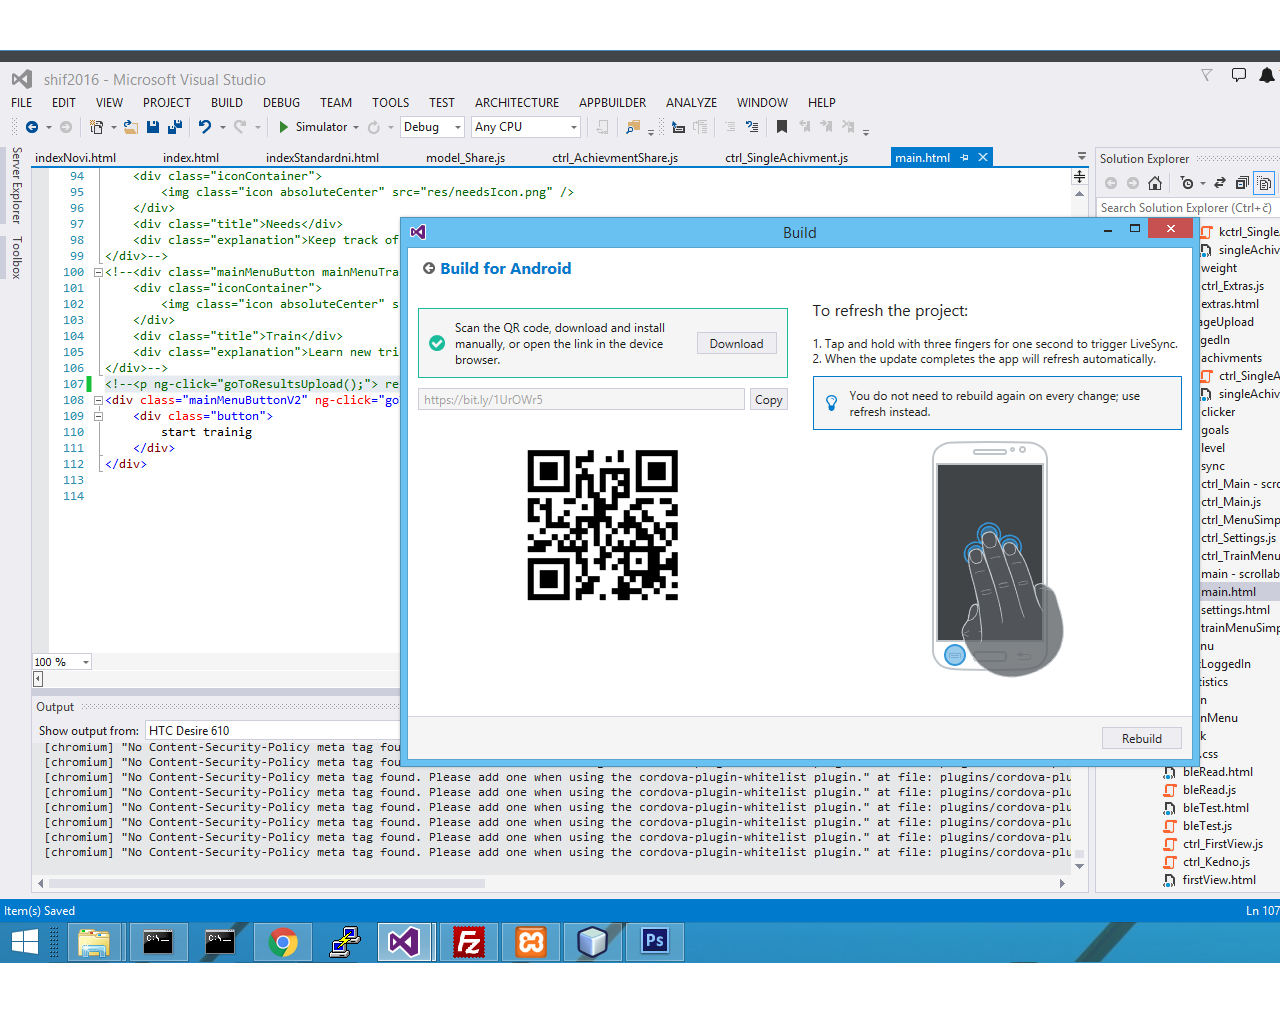 shif2016 - Microsoft Visual Studio
FILE EDIT VIEW PROJECT BUILD DEBUG TEAM TOOLS TEST ARCHITECTURE APPBUILDER ANALYZE WINDOW HELP
Simulator Debug Any CPU
Server Explorer
Toolbox
indexNovi.html index.html indexStandardni.html model_Share.js ctrl_AchievmentShare.js ctrl_SingleAchivment.js main.html
94 <div class="iconContainer">
95 <img class="icon absoluteCenter" src="res/needsIcon.png" />
96 </div>
97 <div class="title">Needs</div>
98 <div class="explanation">Keep track of
99 </div>-->
100 <!--<div class="mainMenuButton mainMenuTra
101 <div class="iconContainer">
102 <img class="icon absoluteCenter" s
103 </div>
104 <div class="title">Train</div>
105 <div class="explanation">Learn new tri
106 </div>-->
107 <!--<p ng-click="goToResultsUpload();"> re
108 <div class="mainMenuButtonV2" ng-click="go
109 <div class="button">
110 start trainig
111 </div>
112 </div>
113
114
100 %
Build
Build for Android
Scan the QR code, download and install
manually, or open the link in the device
browser.
Download
https://bit.ly/1UrOWr5
Copy
To refresh the project:
1. Tap and hold with three fingers for one second to trigger LiveSync.
2. When the update completes the app will refresh automatically.
You do not need to rebuild again on every change; use
refresh instead.
Rebuild
Solution Explorer
Search Solution Explorer (Ctrl+č)
kctrl_Single
singleAchiv
weight
ctrl_Extras.js
extras.html
ageUpload
gedIn
achivments
ctrl_SingleA
singleAchiv
clicker
goals
level
sync
ctrl_Main - scro
ctrl_Main.js
ctrl_MenuSimp
ctrl_Settings.js
ctrl_TrainMenu
main - scrollab
main.html
settings.html
trainMenuSimp
nu
tLoggedIn
tistics
n
nMenu
k
.css
bleRead.html
bleRead.js
bleTest.html
bleTest.js
ctrl_FirstView.js
ctrl_Kedno.js
firstView.html
Output
Show output from: HTC Desire 610
[chromium] "No Content-Security-Policy meta tag fou
[chromium] "No Content-Security-Policy meta tag fou
[chromium] "No Content-Security-Policy meta tag found. Please add one when using the cordova-plugin-whitelist plugin." at file: plugins/cordova-plu
[chromium] "No Content-Security-Policy meta tag found. Please add one when using the cordova-plugin-whitelist plugin." at file: plugins/cordova-plu
[chromium] "No Content-Security-Policy meta tag found. Please add one when using the cordova-plugin-whitelist plugin." at file: plugins/cordova-plu
[chromium] "No Content-Security-Policy meta tag found. Please add one when using the cordova-plugin-whitelist plugin." at file: plugins/cordova-plu
[chromium] "No Content-Security-Policy meta tag found. Please add one when using the cordova-plugin-whitelist plugin." at file: plugins/cordova-plu
[chromium] "No Content-Security-Policy meta tag found. Please add one when using the cordova-plugin-whitelist plugin." at file: plugins/cordova-plu
Item(s) Saved
Ln 107
C:\_
C:\_
Fz
Ps